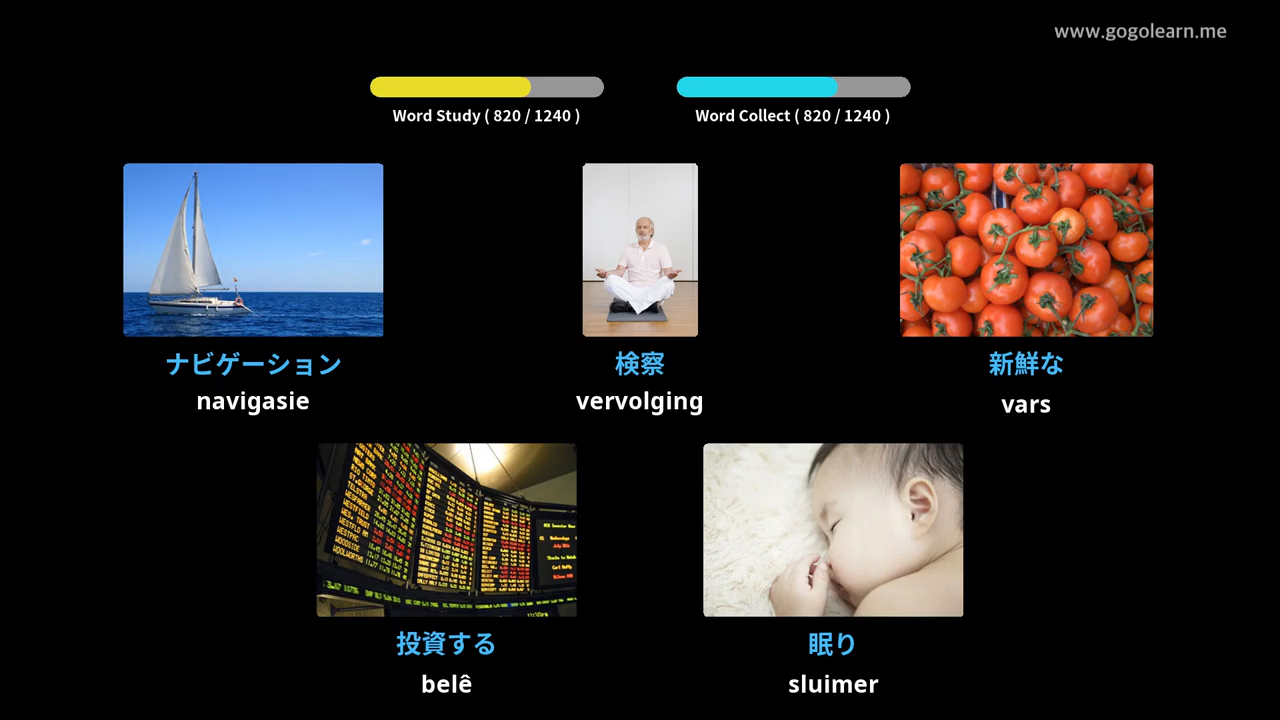 www.gogolearn.me
Word Study ( 820 / 1240 )
Word Collect ( 820 / 1240 )
ナビゲーション
navigasie
検察
vervolging
新鮮な
vars
投資する
belê
眠り
sluimer